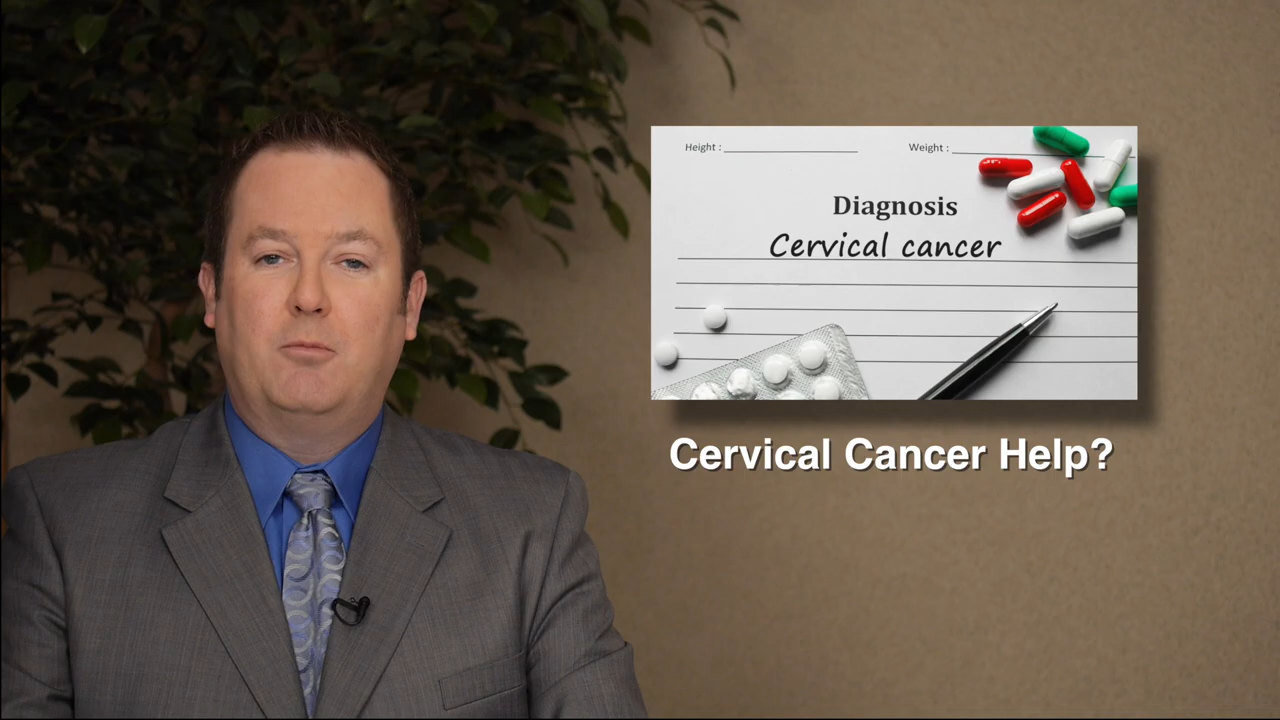 Height : Weight :
Diagnosis
Cervical cancer
Cervical Cancer Help?